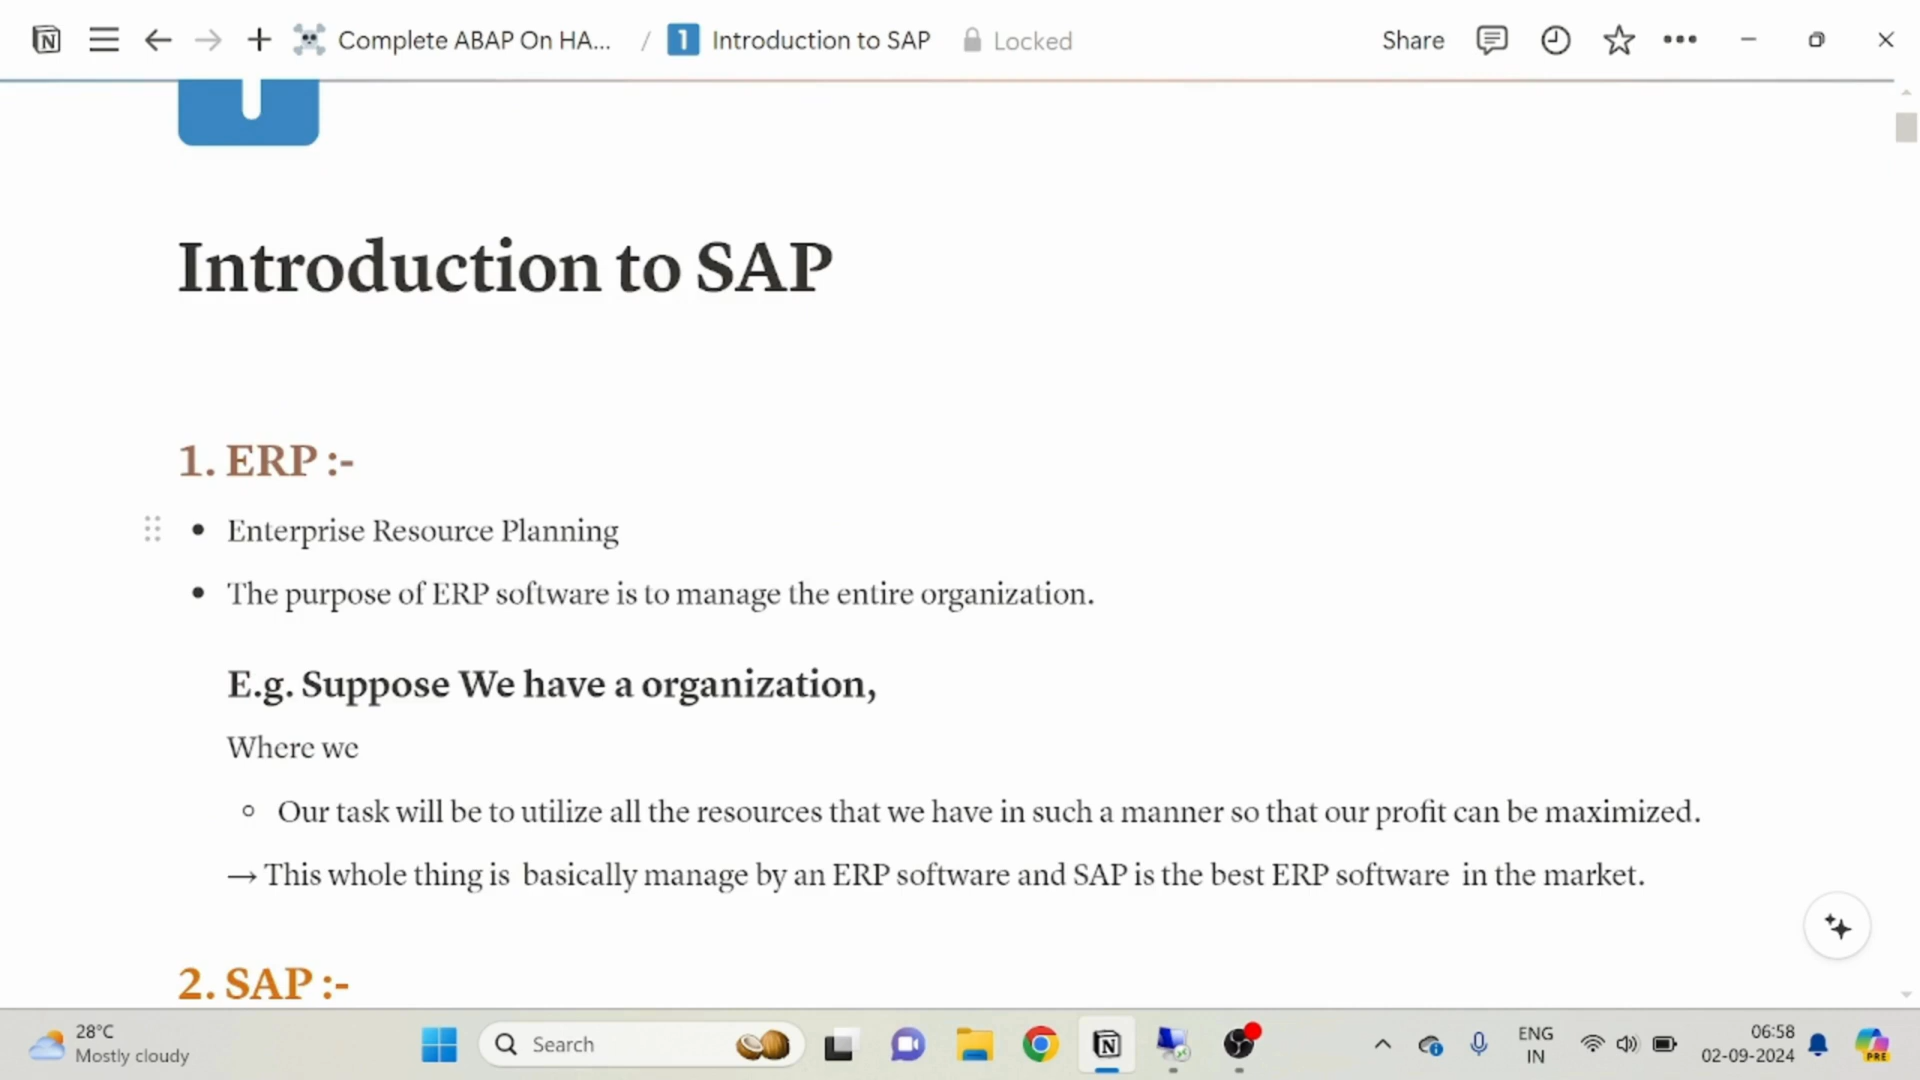 Complete ABAP On HA... / 1 Introduction to SAP Locked Share
Introduction to SAP
1. ERP :-
• Enterprise Resource Planning
• The purpose of ERP software is to manage the entire organization.
E.g. Suppose We have a organization,
Where we
◦ Our task will be to utilize all the resources that we have in such a manner so that our profit can be maximized.
→ This whole thing is basically manage by an ERP software and SAP is the best ERP software in the market.
2. SAP :-
28°C
Mostly cloudy
Search
ENG
IN
06:58
02-09-2024
PRE